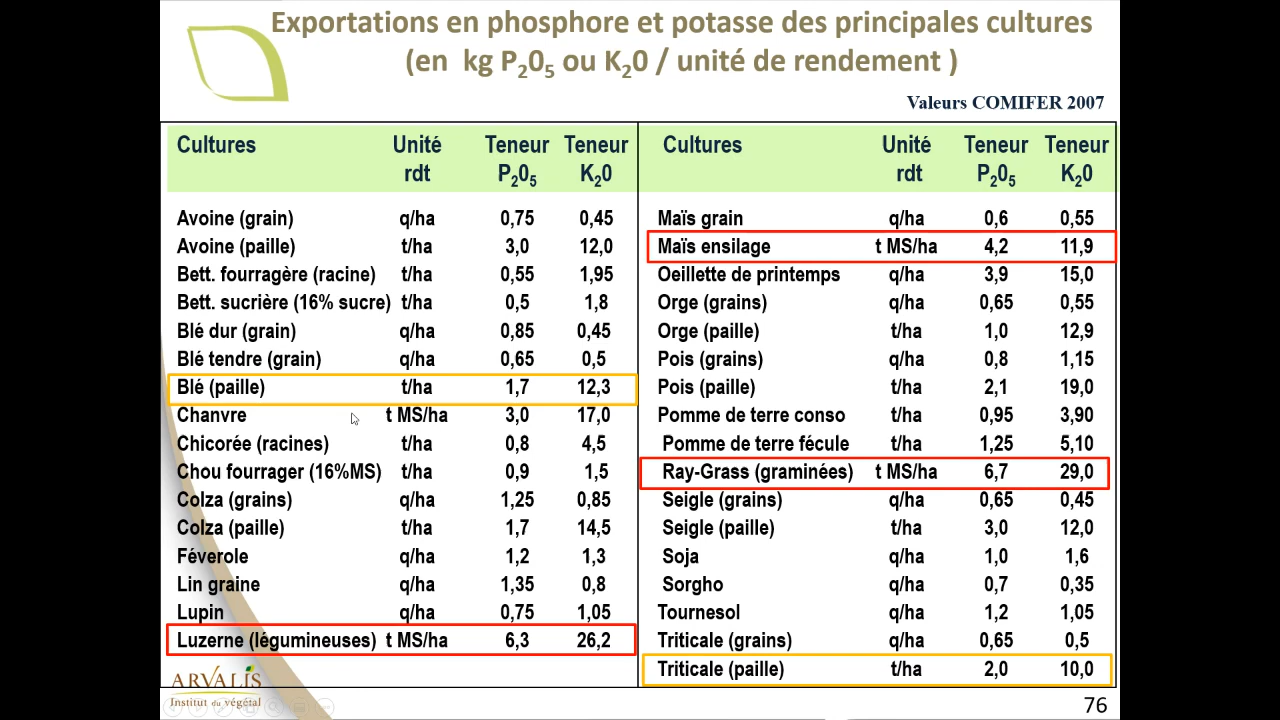 Exportations en phosphore et potasse des principales cultures
(en kg P205 ou K20 / unité de rendement )
Valeurs COMIFER 2007
Cultures Unité rdt Teneur P205 Teneur K20
Avoine (grain) q/ha 0,75 0,45
Avoine (paille) t/ha 3,0 12,0
Bett. fourragère (racine) t/ha 0,55 1,95
Bett. sucrière (16% sucre) t/ha 0,5 1,8
Blé dur (grain) q/ha 0,85 0,45
Blé tendre (grain) q/ha 0,65 0,5
Blé (paille) t/ha 1,7 12,3
Chanvre t MS/ha 3,0 17,0
Chicorée (racines) t/ha 0,8 4,5
Chou fourrager (16%MS) t/ha 0,9 1,5
Colza (grains) q/ha 1,25 0,85
Colza (paille) t/ha 1,7 14,5
Féverole q/ha 1,2 1,3
Lin graine q/ha 1,35 0,8
Lupin q/ha 0,75 1,05
Luzerne (légumineuses) t MS/ha 6,3 26,2
Cultures Unité rdt Teneur P205 Teneur K20
Maïs grain q/ha 0,6 0,55
Maïs ensilage t MS/ha 4,2 11,9
Oeillette de printemps q/ha 3,9 15,0
Orge (grains) q/ha 0,65 0,55
Orge (paille) t/ha 1,0 12,9
Pois (grains) q/ha 0,8 1,15
Pois (paille) t/ha 2,1 19,0
Pomme de terre conso t/ha 0,95 3,90
Pomme de terre fécule t/ha 1,25 5,10
Ray-Grass (graminées) t MS/ha 6,7 29,0
Seigle (grains) q/ha 0,65 0,45
Seigle (paille) t/ha 3,0 12,0
Soja q/ha 1,0 1,6
Sorgho q/ha 0,7 0,35
Tournesol q/ha 1,2 1,05
Triticale (grains) q/ha 0,65 0,5
Triticale (paille) t/ha 2,0 10,0
ARVALIS
Institut du végétal
76